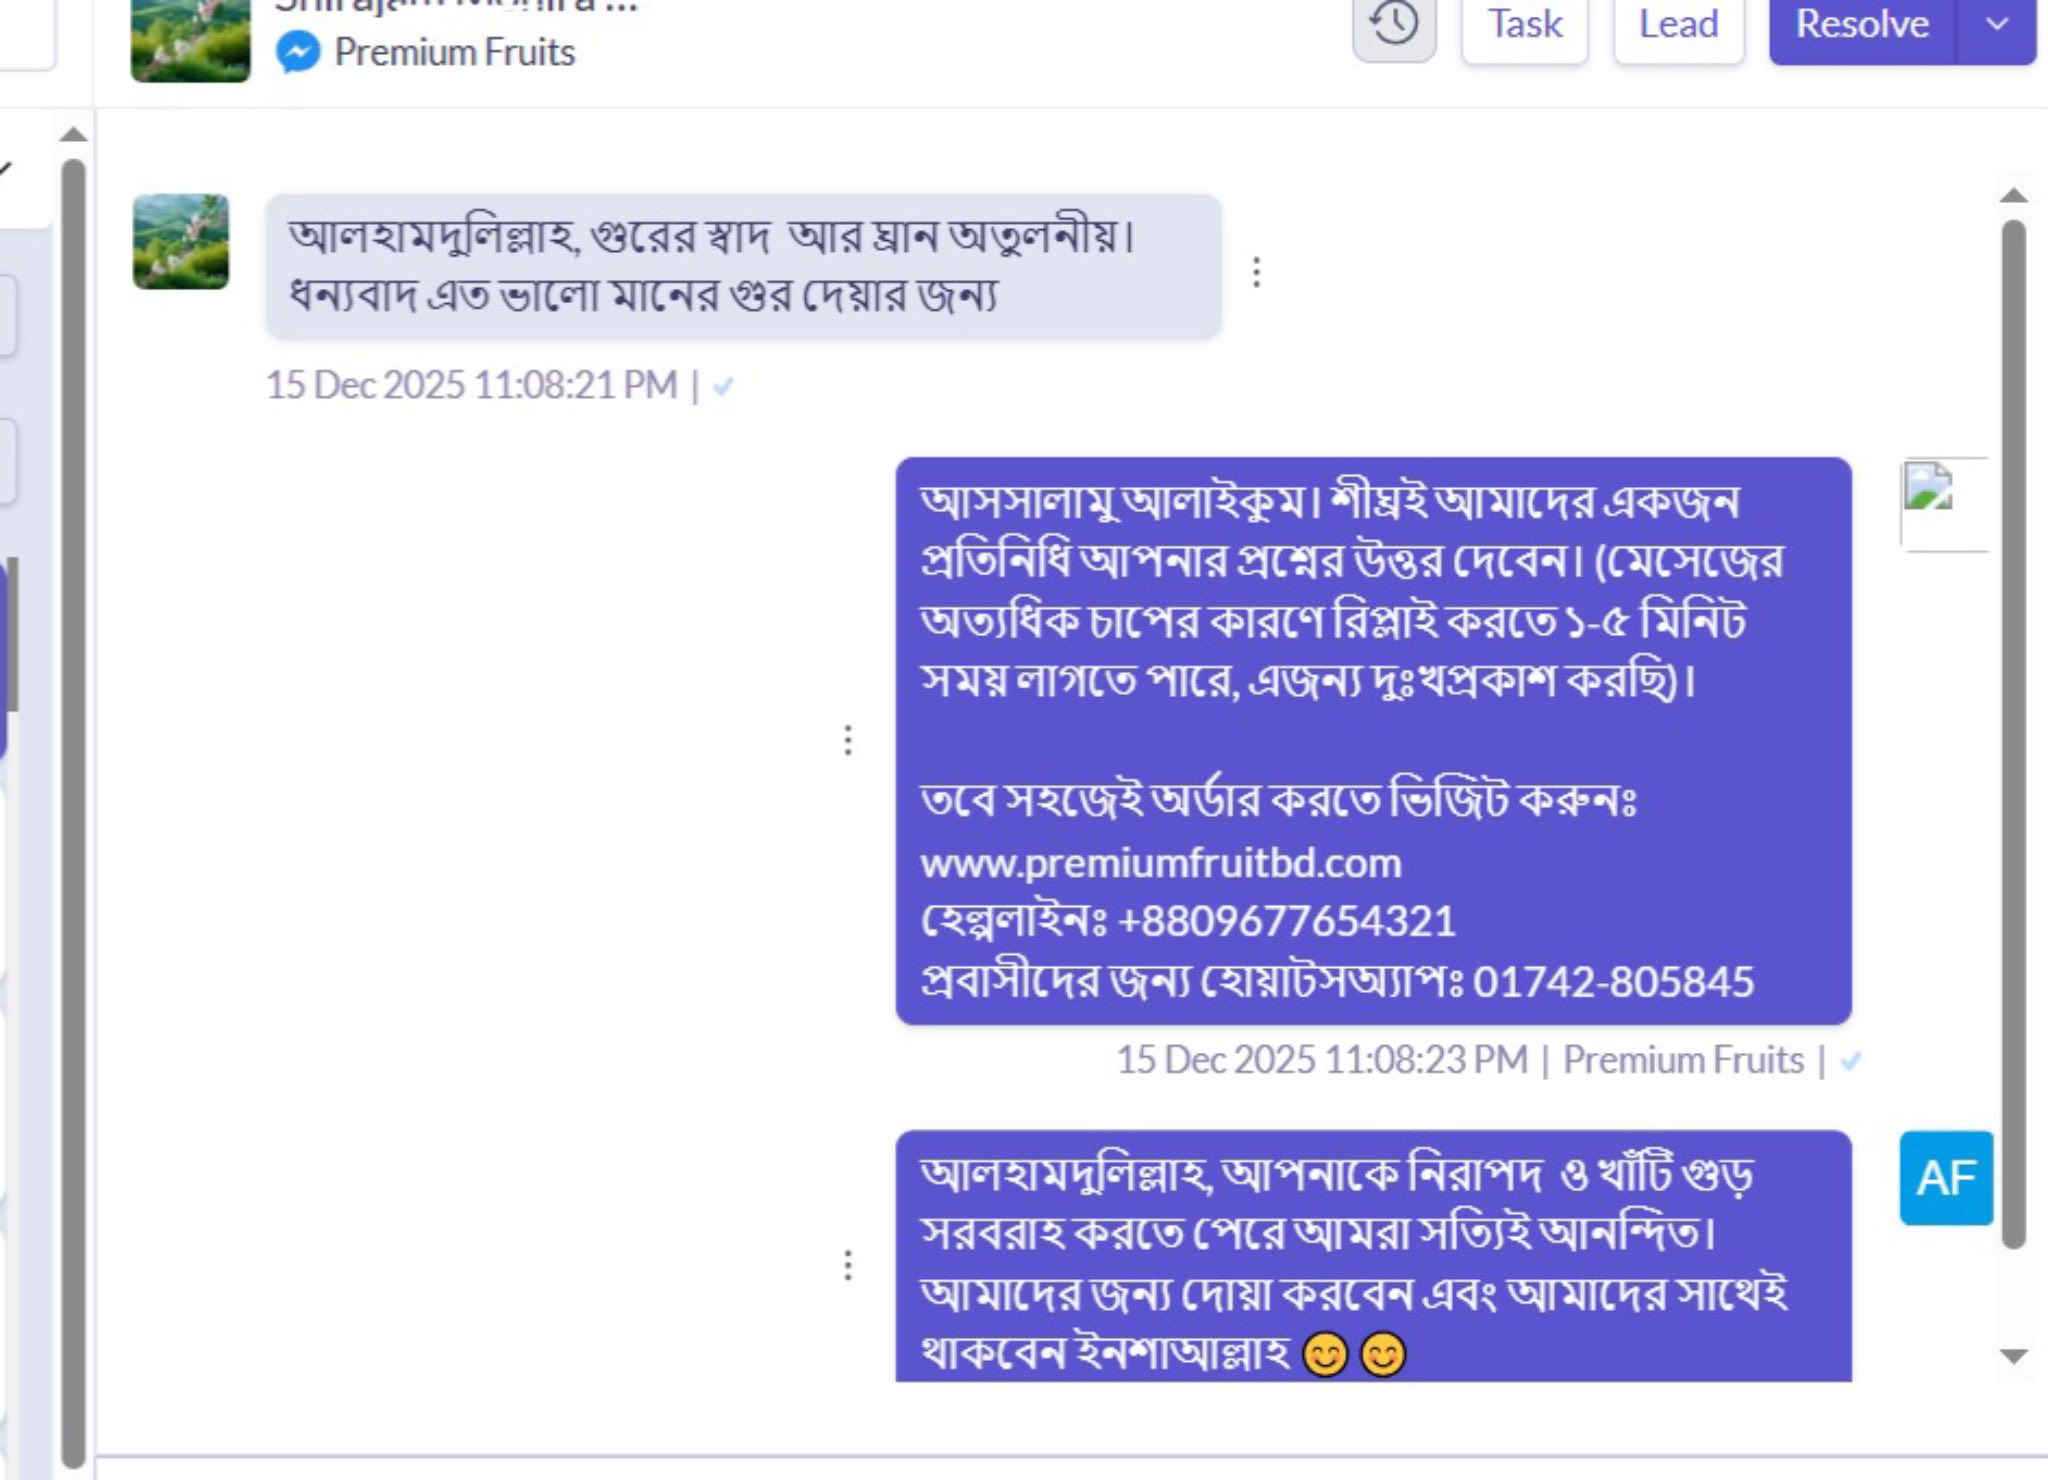 Premium Fruits
Task
Lead
Resolve
আলহামদুলিল্লাহ, গুরের স্বাদ আর ঘ্রান অতুলনীয়।
ধন্যবাদ এত ভালো মানের গুর দেয়ার জন্য
15 Dec 2025 11:08:21 PM |
আসসালামু আলাইকুম। শীঘ্রই আমাদের একজন
প্রতিনিধি আপনার প্রশ্নের উত্তর দেবেন। (মেসেজের
অত্যধিক চাপের কারণে রিপ্লাই করতে ১-৫ মিনিট
সময় লাগতে পারে, এজন্য দুঃখপ্রকাশ করছি)।
তবে সহজেই অর্ডার করতে ভিজিট করুনঃ
www.premiumfruitbd.com
হেল্পলাইনঃ +8809677654321
প্রবাসীদের জন্য হোয়াটসঅ্যাপঃ 01742-805845
15 Dec 2025 11:08:23 PM | Premium Fruits |
আলহামদুলিল্লাহ, আপনাকে নিরাপদ ও খাঁটি গুড়
সরবরাহ করতে পেরে আমরা সত্যিই আনন্দিত।
আমাদের জন্য দোয়া করবেন এবং আমাদের সাথেই
থাকবেন ইনশাআল্লাহ 😊 😊
AF